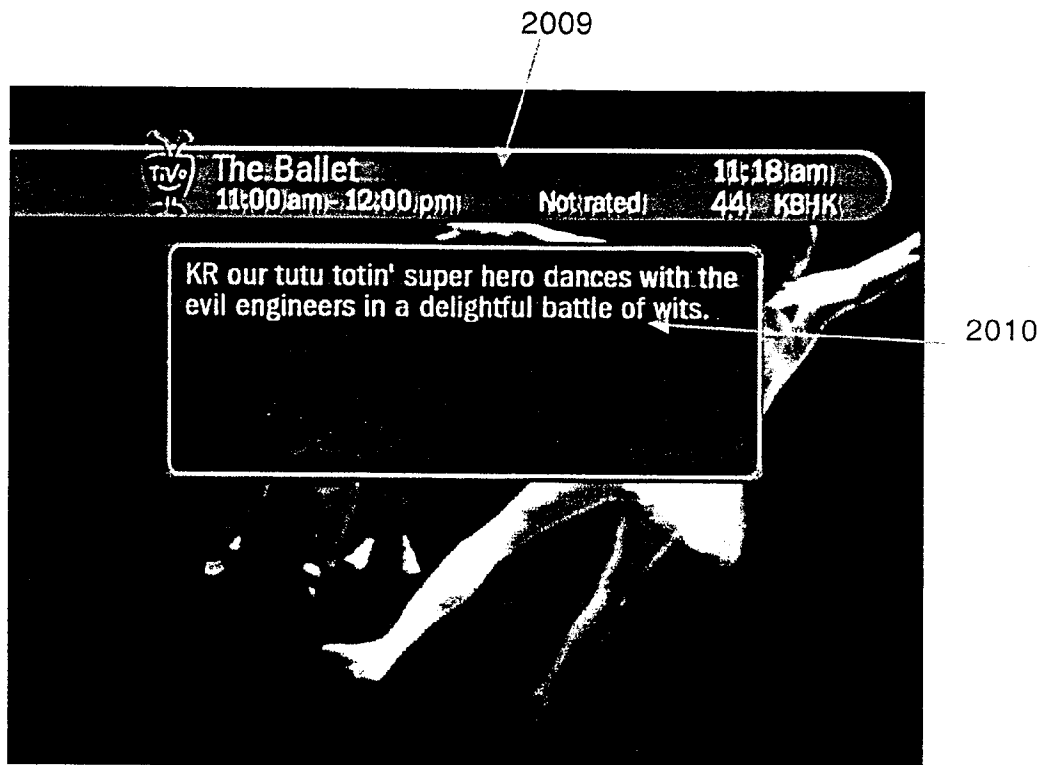 2009
TiVo The Ballet 11:18 am
11:00 am - 12:00 pm Not rated 44 KBHK
KR our tutu totin' super hero dances with the
evil engineers in a delightful battle of wits.
2010